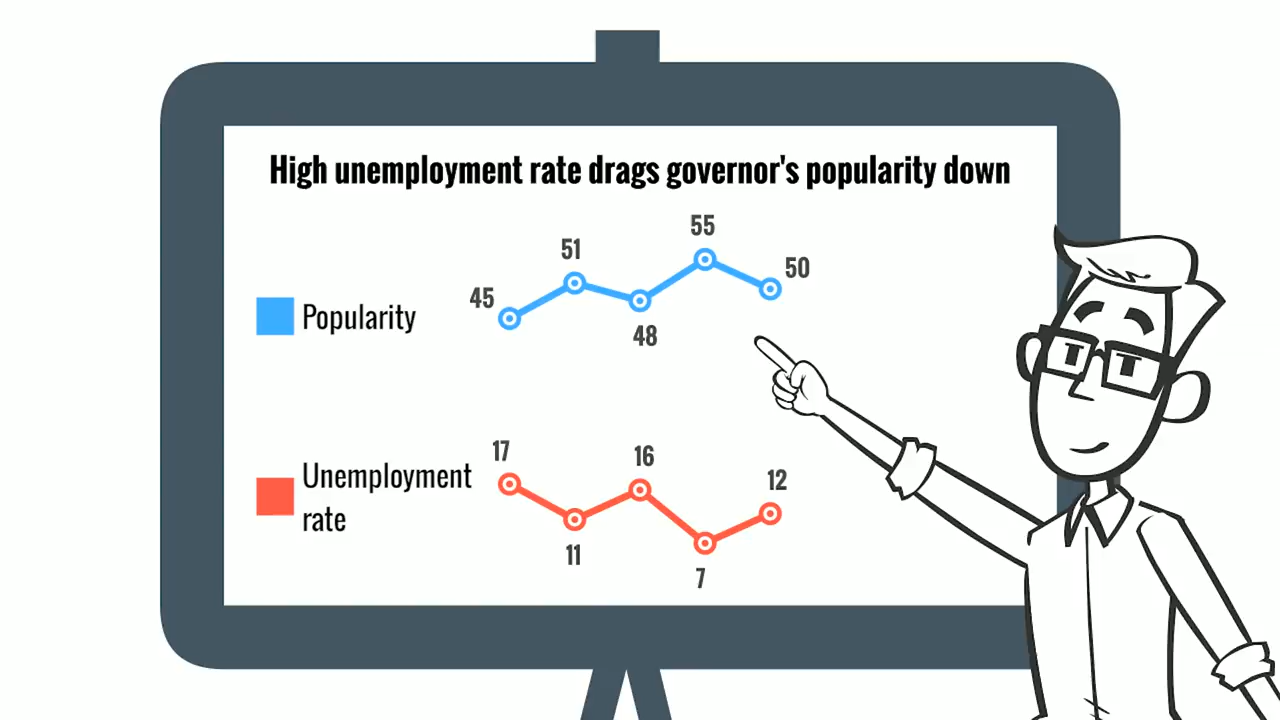 High unemployment rate drags governor's popularity down
55
51
50
45
48
Popularity
17
16
12
Unemployment
rate
11
7